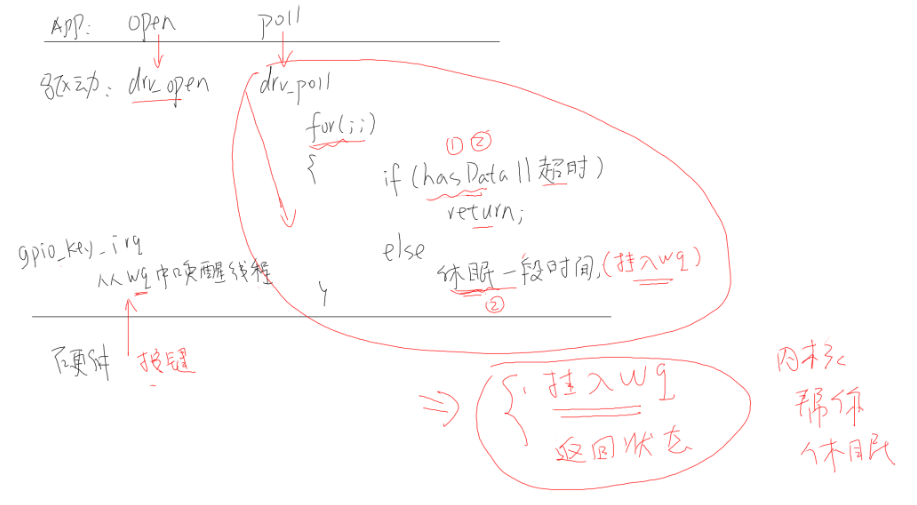 APP: open poll
驱动: drv_open drv_poll
for(;;)
① ②
{ if (hasData || 超时)
return;
gpio_key_irq else
从wq中唤醒线程 休眠一段时间,(挂入wq)
} ②
硬件 按键
⇒ { 挂入wq 内核
返回状态 帮你
休眠